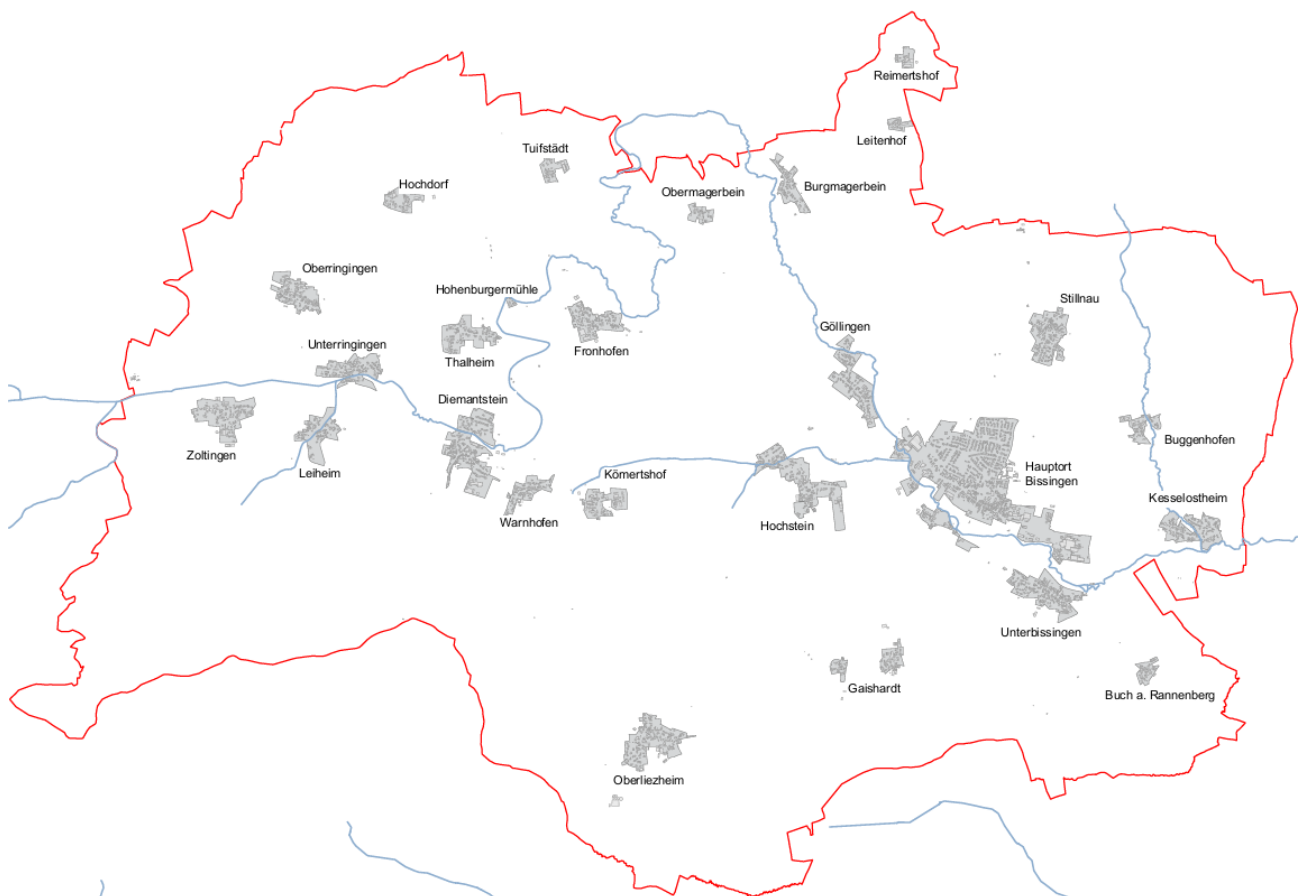 Reimertshof
Leitenhof
Tuifstädt
Hochdorf
Obermagerbein
Burgmagerbein
Oberringingen
Hohenburgermühle
Stillnau
Göllingen
Unterringingen
Thalheim
Fronhofen
Diemantstein
Zoltingen
Leiheim
Buggenhofen
Hauptort
Bissingen
Kömertshof
Kesselostheim
Warnhofen
Hochstein
Unterbissingen
Gaishardt
Buch a. Rannenberg
Oberliezheim